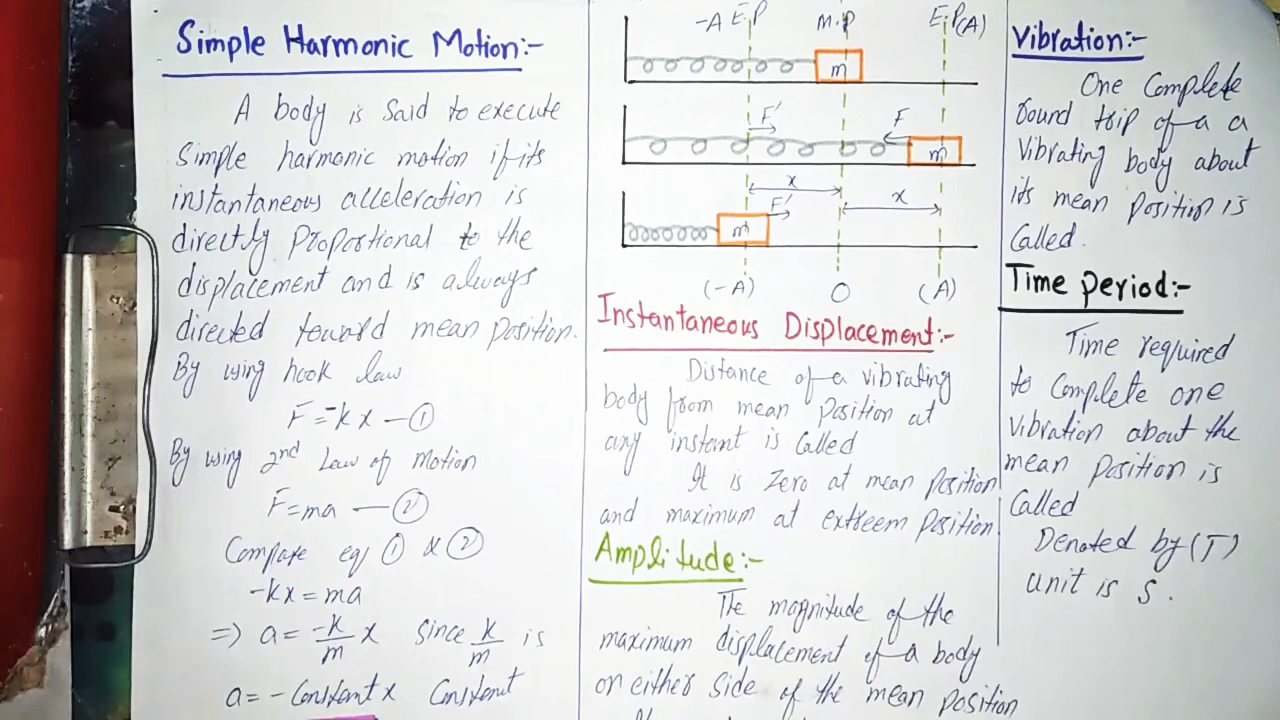 Simple Harmonic Motion:-
A body is said to execute
simple harmonic motion if its
instantaneous acceleration is
directly proportional to the
displacement and is always
directed toward mean position.
By using hook law
F=-kx —①
By using 2nd Law of motion
F=ma —②
Compare eq ① & ②
-kx=ma
=> a= -k/m x since k/m is
a= - Constant x Constant
-A E.P M.P E.P(A)
m
F' F
m
x
F' x
m
(-A) O (A)
Instantaneous Displacement:-
Distance of a vibrating
body from mean position at
any instant is called
It is zero at mean position
and maximum at extreem position
Amplitude:-
The magnitude of the
maximum displacement of a body
on either side of the mean position
Vibration:-
One Complete
round trip of a a
vibrating body about
its mean position is
Called.
Time period:-
Time required
to complete one
vibration about the
mean position is
Called
Denoted by (T)
unit is s.